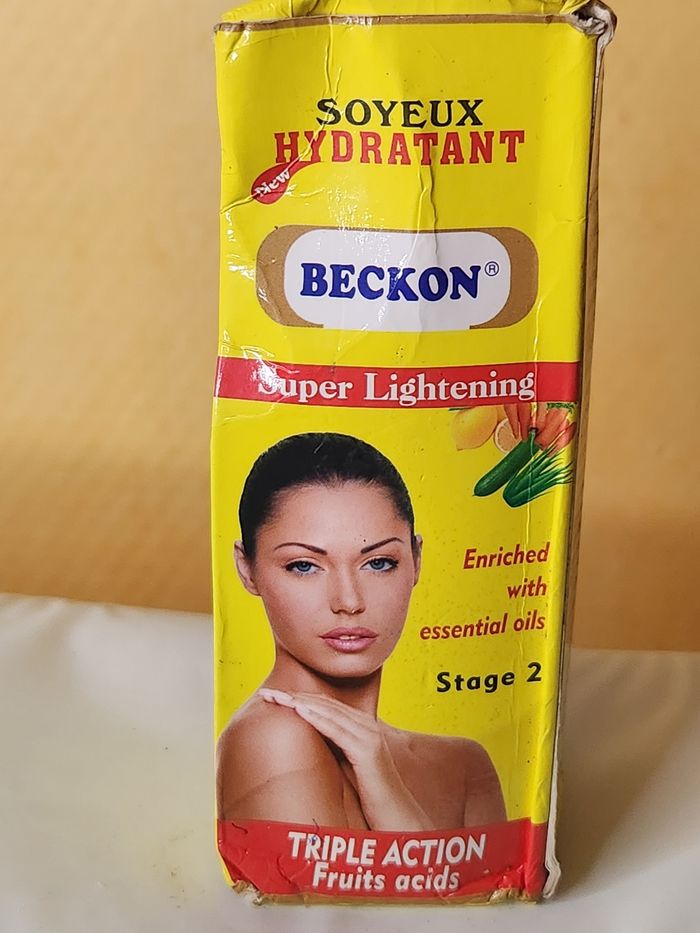 SOYEUX
HYDRATANT
New
BECKON®
Super Lightening
Enriched
with
essential oils
Stage 2
TRIPLE ACTION
Fruits acids